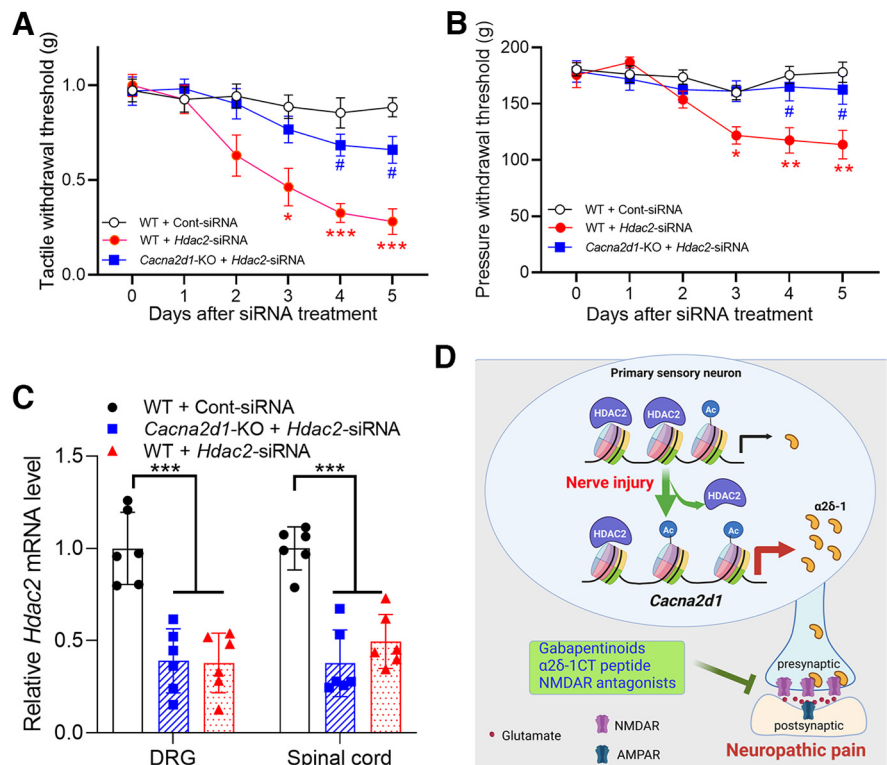 A
Tactile withdrawal threshold (g)
1.0
0.5
0.0
WT + Cont-siRNA
WT + Hdac2-siRNA
Cacna2d1-KO + Hdac2-siRNA
#
#
*
***
***
0 1 2 3 4 5
Days after siRNA treatment
B
Pressure withdrawal threshold (g)
200
150
100
50
0
#
#
*
**
**
WT + Cont-siRNA
WT + Hdac2-siRNA
Cacna2d1-KO + Hdac2-siRNA
0 1 2 3 4 5
Days after siRNA treatment
C
WT + Cont-siRNA
Cacna2d1-KO + Hdac2-siRNA
WT + Hdac2-siRNA
Relative Hdac2 mRNA level
1.5
1.0
0.5
0.0
***
***
DRG
Spinal cord
D
Primary sensory neuron
HDAC2
HDAC2
Ac
Nerve injury
HDAC2
HDAC2
Ac
Ac
α2δ-1
Cacna2d1
Gabapentinoids
α2δ-1CT peptide
NMDAR antagonists
presynaptic
postsynaptic
Glutamate
NMDAR
AMPAR
Neuropathic pain